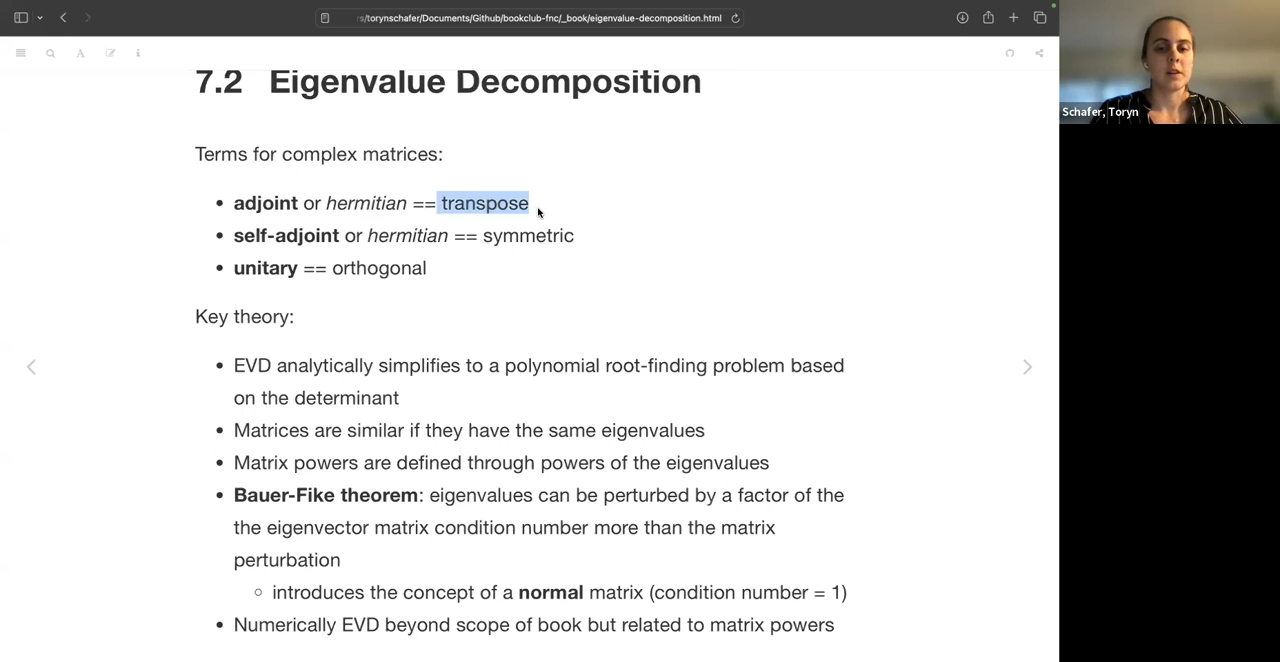 rs/torynschafer/Documents/Github/bookclub-fnc/_book/eigenvalue-decomposition.html
A
i
Schafer, Toryn
7.2 Eigenvalue Decomposition
Terms for complex matrices:
• adjoint or hermitian == transpose
• self-adjoint or hermitian == symmetric
• unitary == orthogonal
Key theory:
• EVD analytically simplifies to a polynomial root-finding problem based
on the determinant
• Matrices are similar if they have the same eigenvalues
• Matrix powers are defined through powers of the eigenvalues
• Bauer-Fike theorem: eigenvalues can be perturbed by a factor of the
the eigenvector matrix condition number more than the matrix
perturbation
◦ introduces the concept of a normal matrix (condition number = 1)
• Numerically EVD beyond scope of book but related to matrix powers